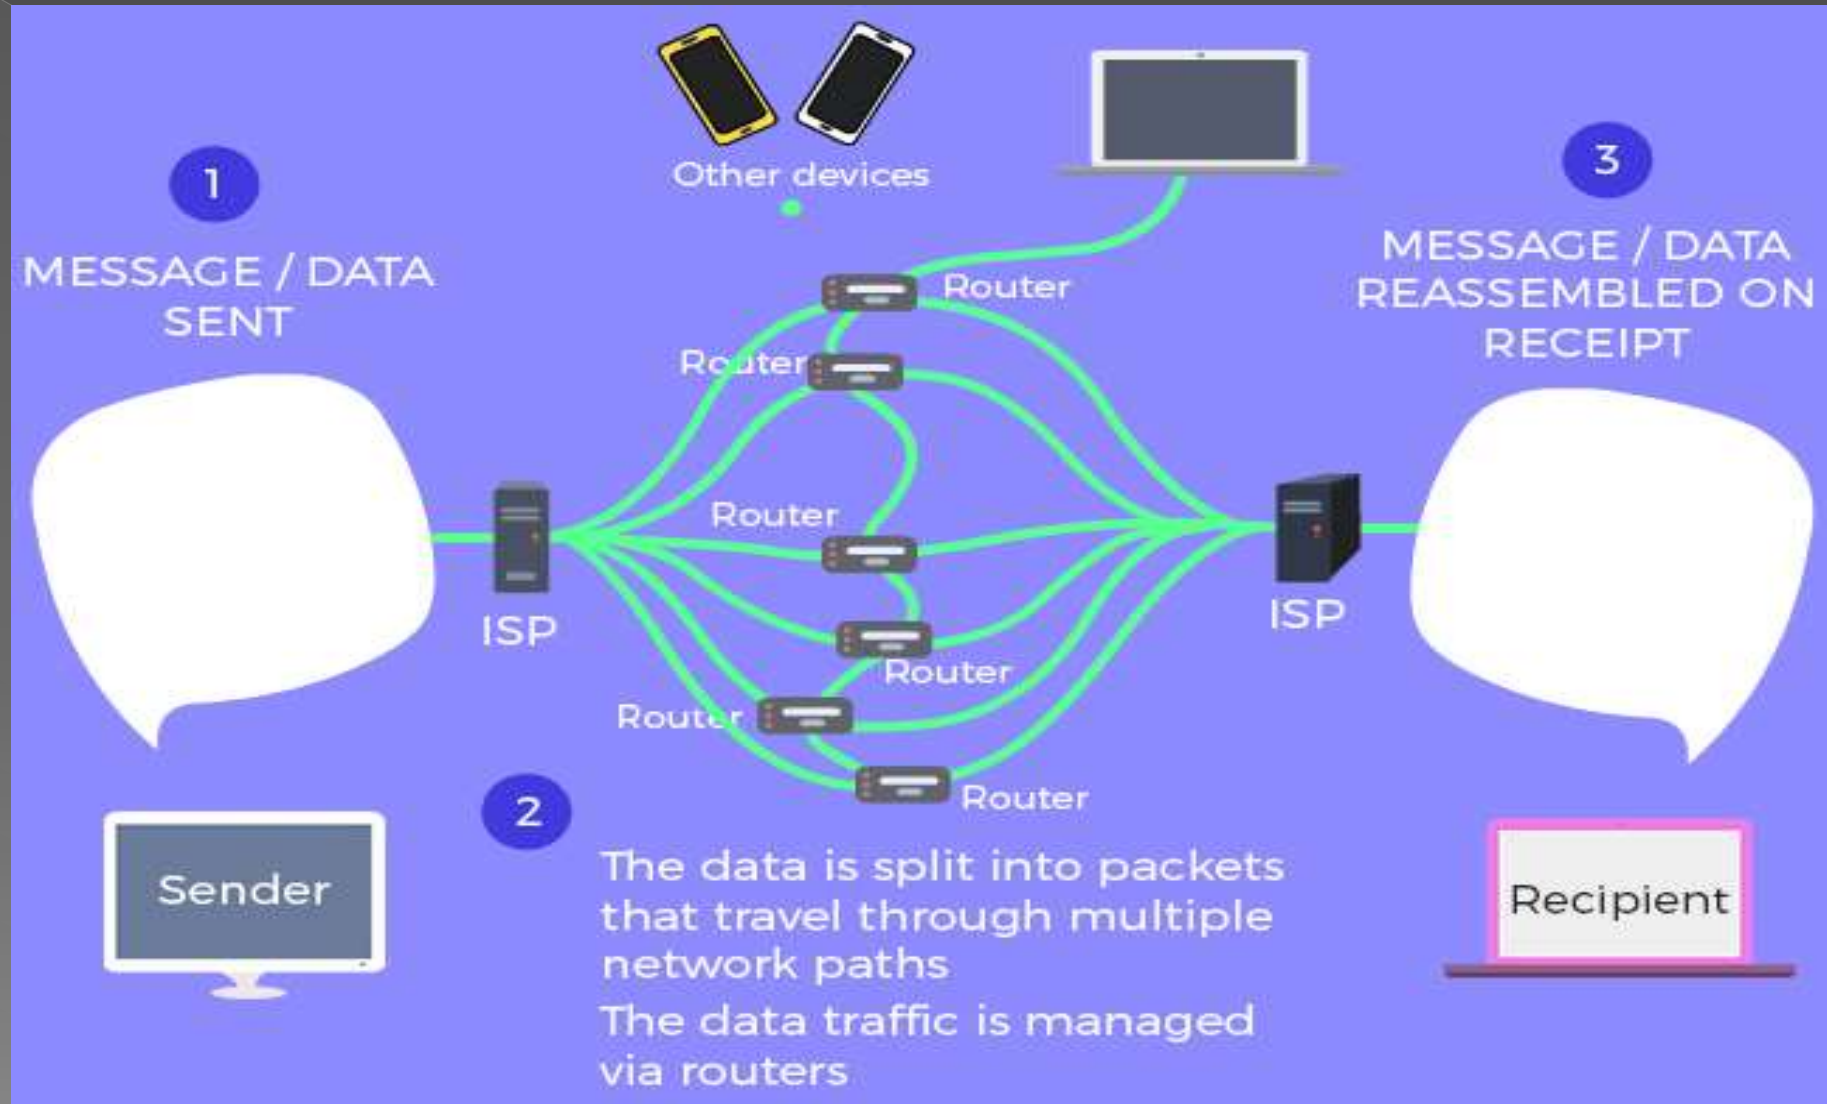 Other devices
1
MESSAGE / DATA
SENT
3
MESSAGE / DATA
REASSEMBLED ON
RECEIPT
Router
Router
Router
ISP
ISP
Router
Router
Router
Sender
2
The data is split into packets
that travel through multiple
network paths
The data traffic is managed
via routers
Recipient